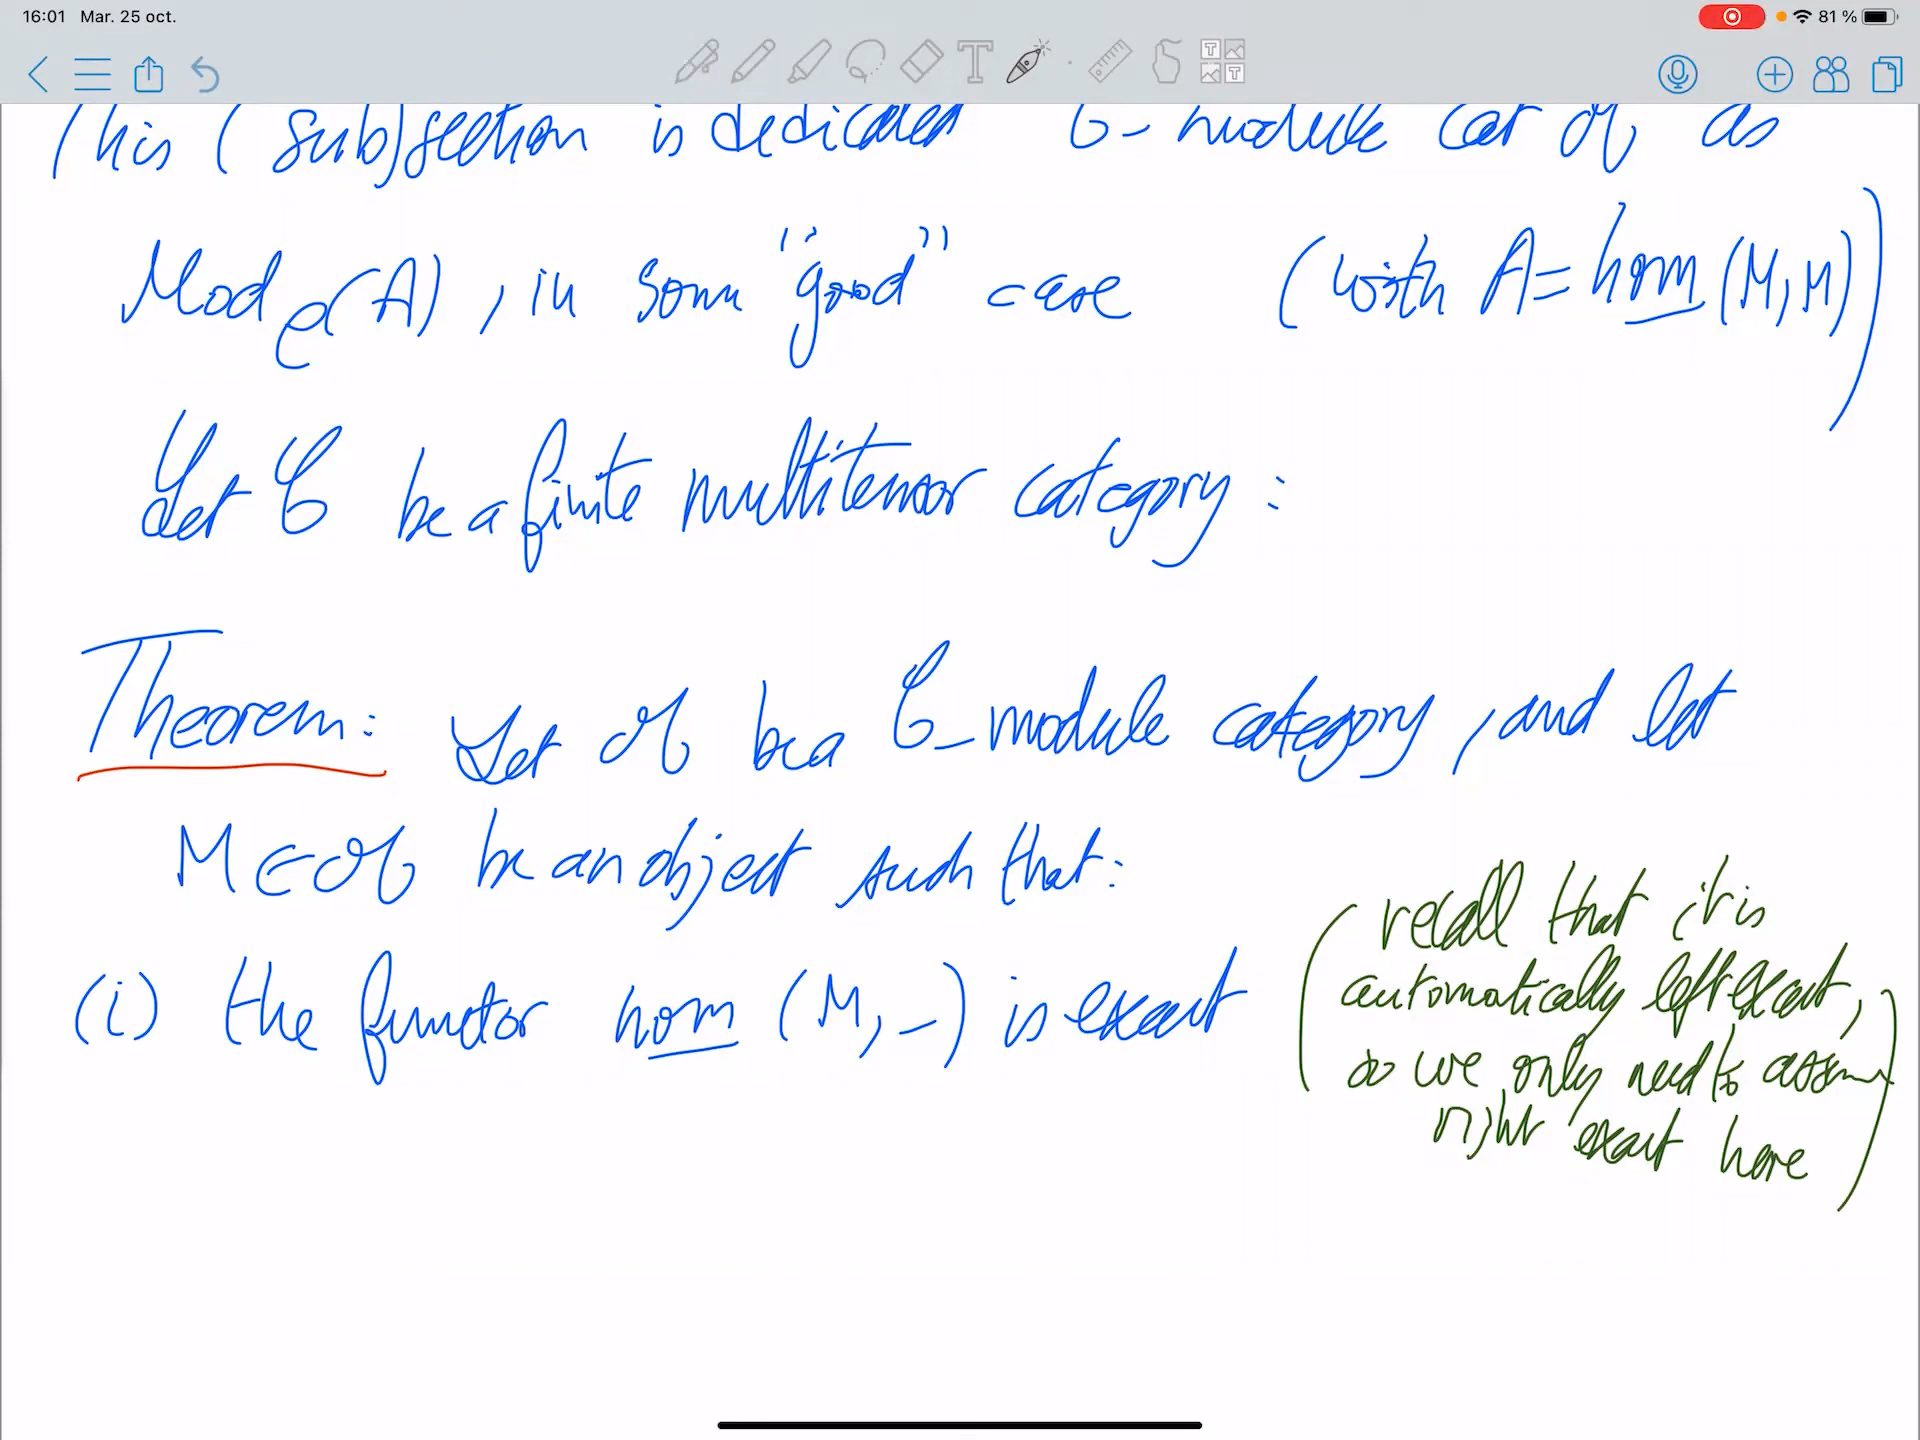 16:01 Mar. 25 oct.
81 %
This (sub)section is dedicated 𝒞-module cat ℳ as
Mod_𝒞(A), in some "good" case (with A = hom(M,M))
Let 𝒞 be a finite multitensor category:
Theorem: Let ℳ be a 𝒞-module category, and let
M ∈ ℳ be an object such that:
(i) the functor hom (M, –) is exact
(recall that it is
automatically left exact,
so we only need to assume
right exact here)